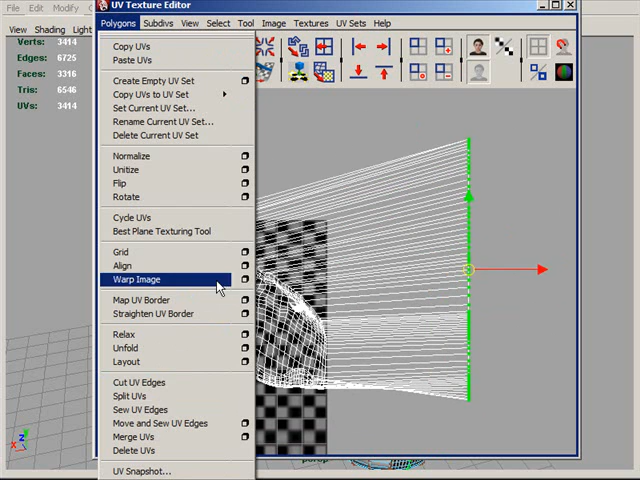 File Edit Modify
UV Texture Editor
Polygons Subdivs View Select Tool Image Textures UV Sets Help
View Shading Lighti
Verts: 3414
Edges: 6725
Faces: 3316
Tris: 6546
UVs: 3414
Copy UVs
Paste UVs
Create Empty UV Set
Copy UVs to UV Set
Set Current UV Set...
Rename Current UV Set...
Delete Current UV Set
Normalize
Unitize
Flip
Rotate
Cycle UVs
Best Plane Texturing Tool
Grid
Align
Warp Image
Map UV Border
Straighten UV Border
Relax
Unfold
Layout
Cut UV Edges
Split UVs
Sew UV Edges
Move and Sew UV Edges
Merge UVs
Delete UVs
UV Snapshot...
z
x
persp